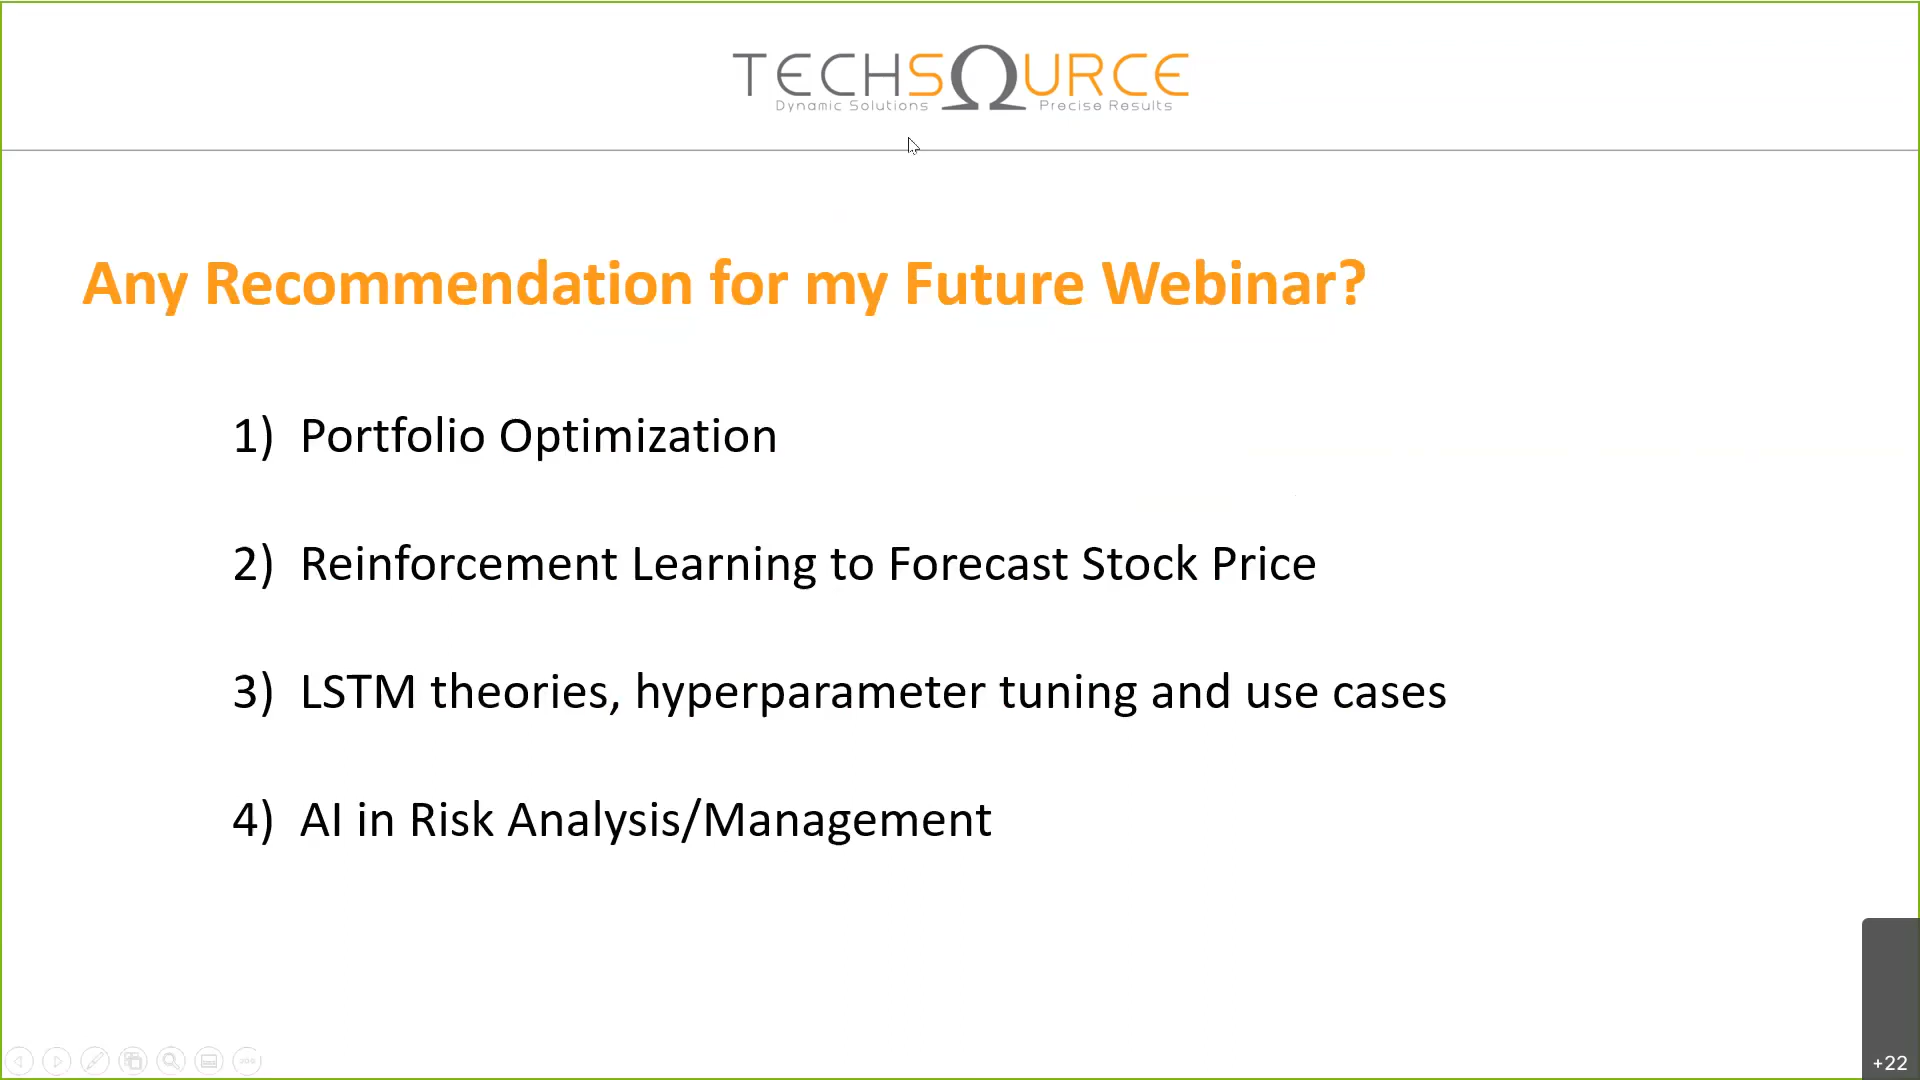 TECHSOURCE
Dynamic Solutions Precise Results
Any Recommendation for my Future Webinar?
1) Portfolio Optimization
2) Reinforcement Learning to Forecast Stock Price
3) LSTM theories, hyperparameter tuning and use cases
4) AI in Risk Analysis/Management
+22